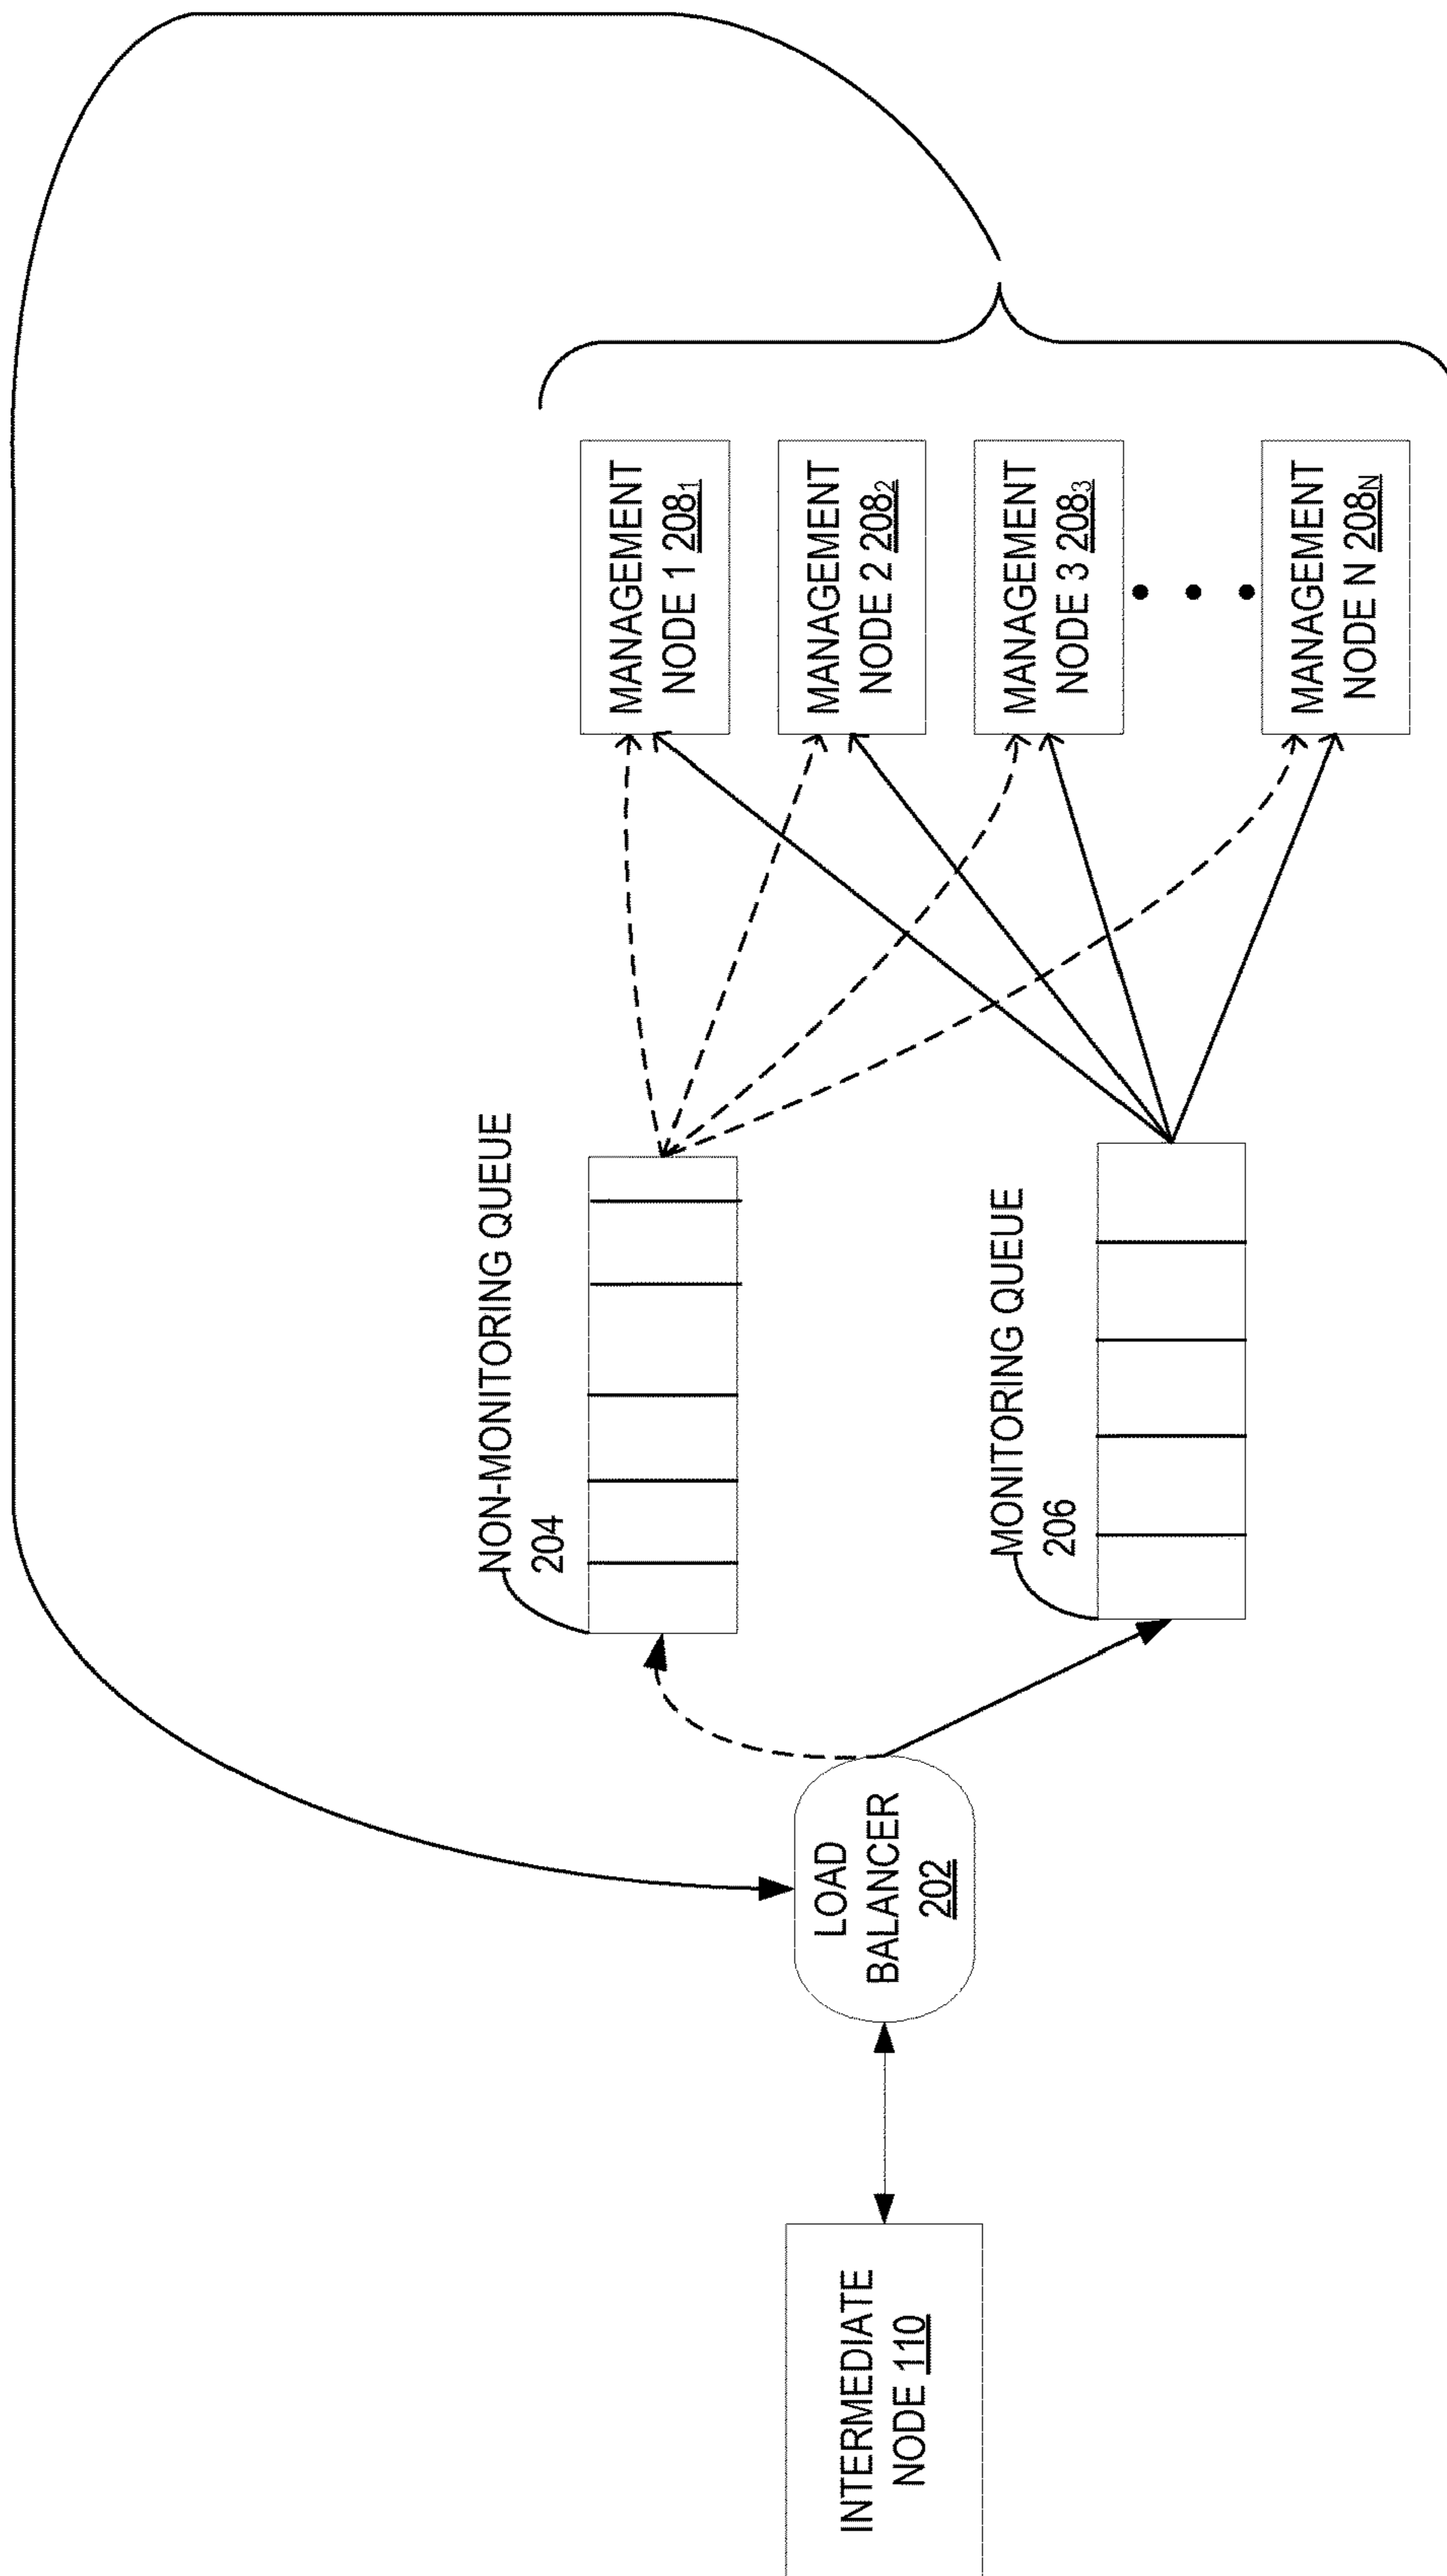 INTERMEDIATE
NODE 110
LOAD
BALANCER
202
NON-MONITORING QUEUE
204
MONITORING QUEUE
206
MANAGEMENT
NODE 1 208₁
MANAGEMENT
NODE 2 208₂
MANAGEMENT
NODE 3 208₃
MANAGEMENT
NODE N 208N